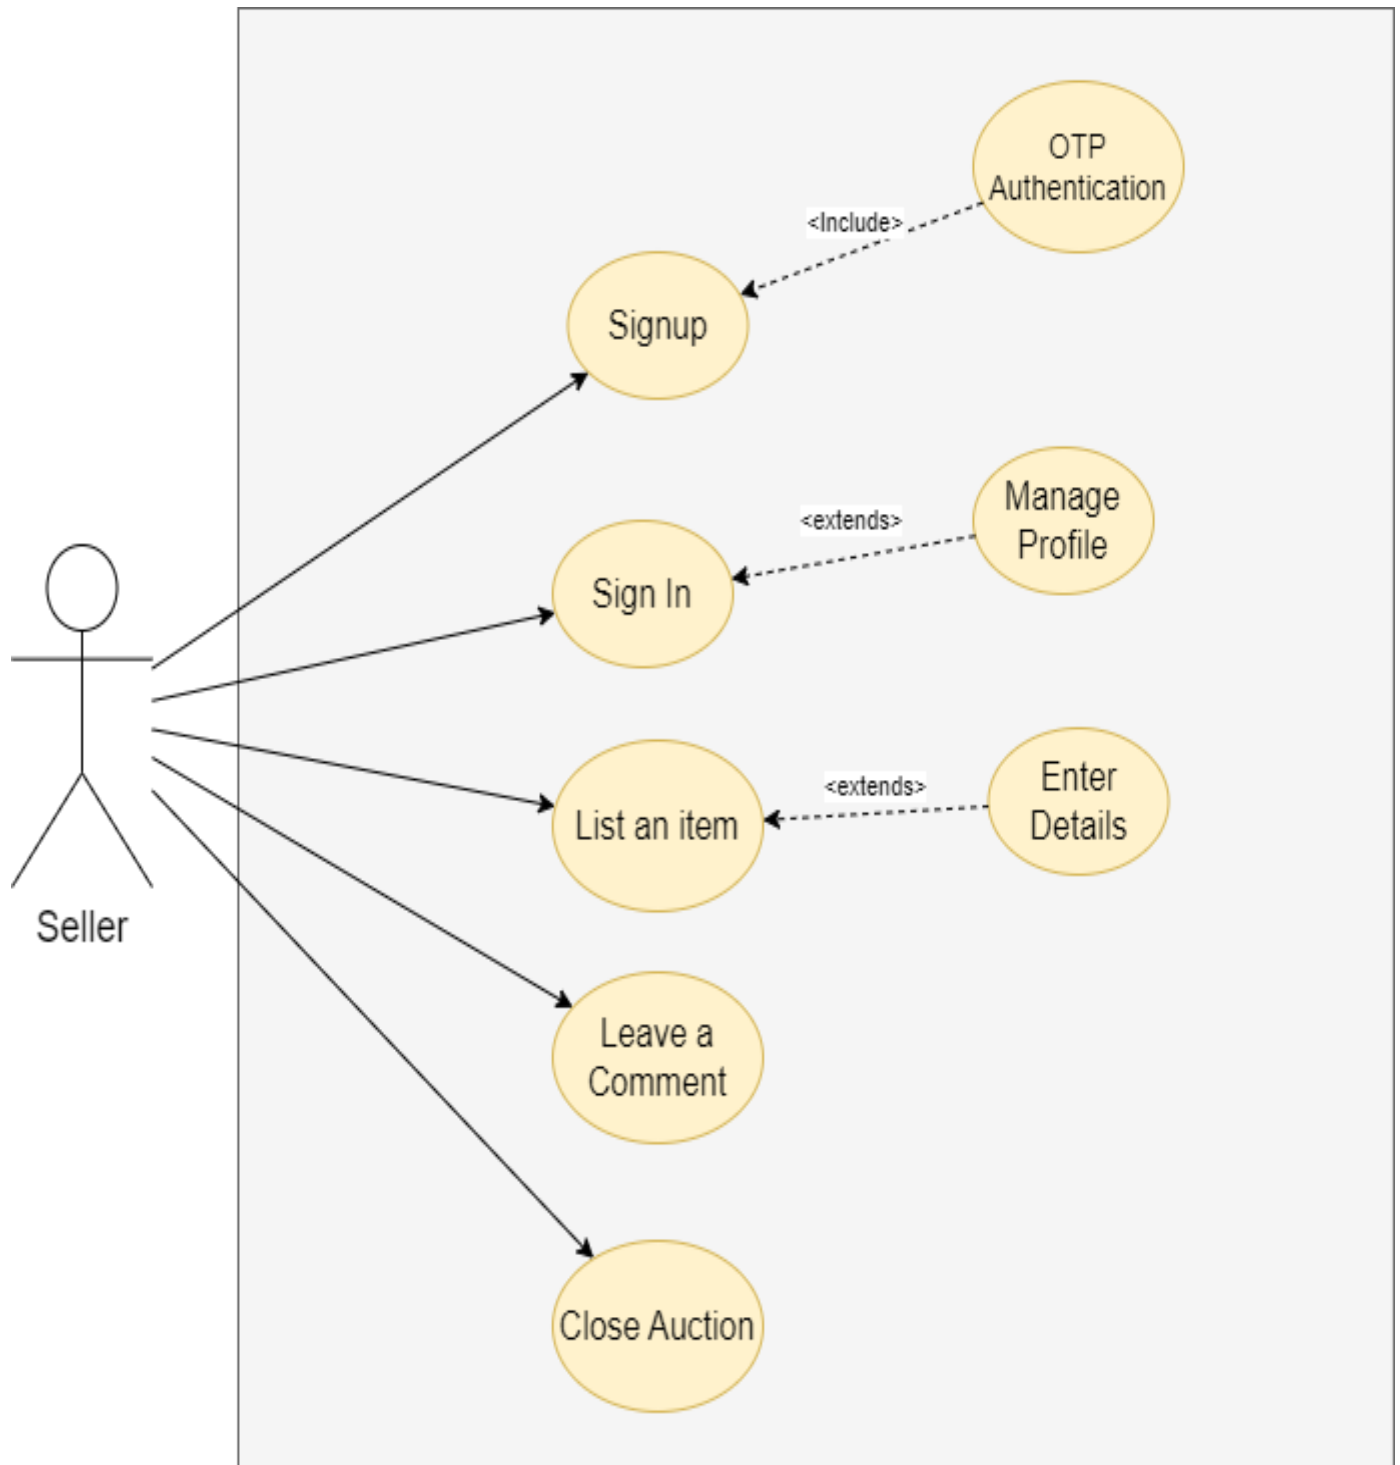 OTP
Authentication
<Include>
Signup
Manage
Profile
<extends>
Sign In
Enter
Details
<extends>
List an item
Seller
Leave a
Comment
Close Auction